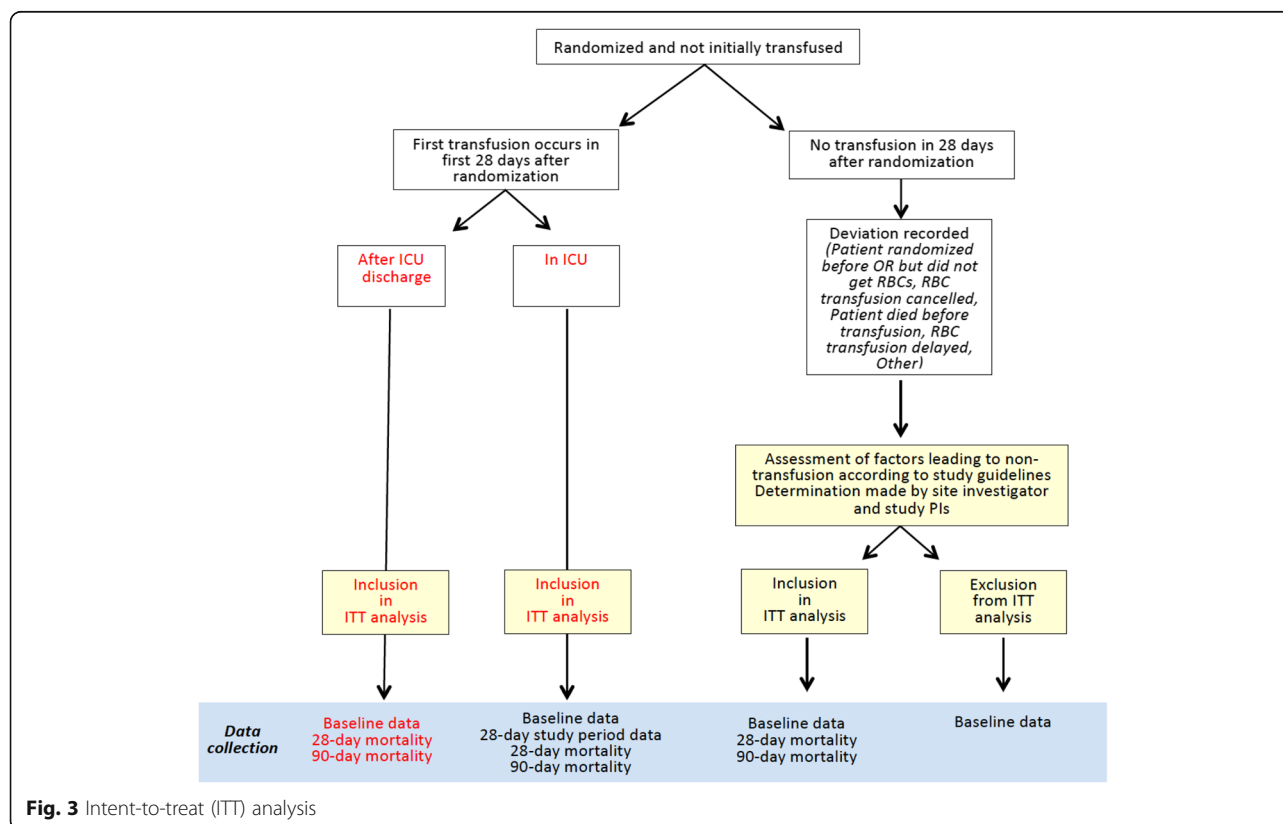 Randomized and not initially transfused
First transfusion occurs in
first 28 days after
randomization
No transfusion in 28 days
after randomization
After ICU
discharge
In ICU
Deviation recorded
(Patient randomized
before OR but did not
get RBCs, RBC
transfusion cancelled,
Patient died before
transfusion, RBC
transfusion delayed,
Other)
Assessment of factors leading to non-
transfusion according to study guidelines
Determination made by site investigator
and study PIs
Inclusion
in
ITT analysis
Inclusion
in
ITT analysis
Inclusion
in
ITT analysis
Exclusion
from ITT
analysis
Data
collection
Baseline data
28-day mortality
90-day mortality
Baseline data
28-day study period data
28-day mortality
90-day mortality
Baseline data
28-day mortality
90-day mortality
Baseline data
Fig. 3 Intent-to-treat (ITT) analysis